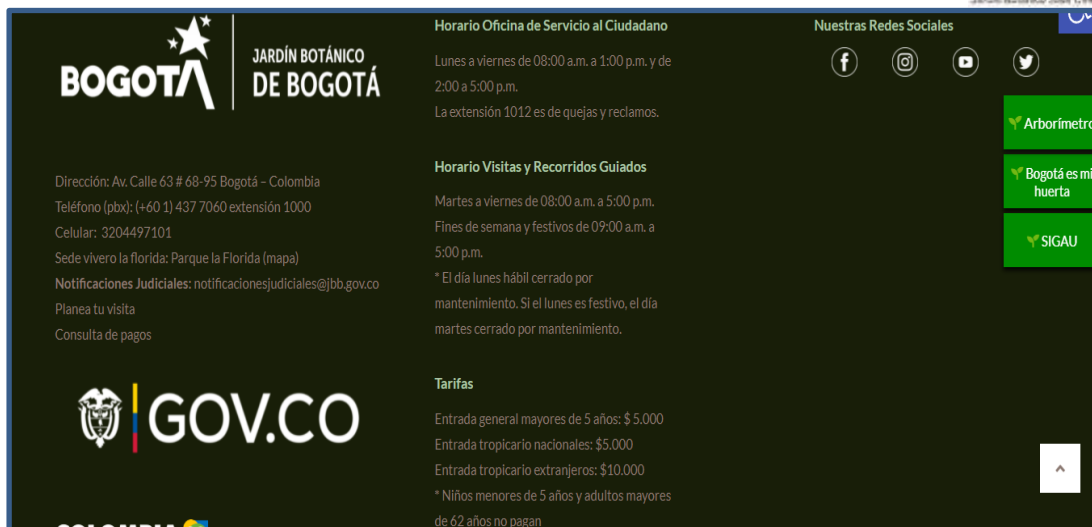 BOGOTÁ
JARDÍN BOTÁNICO
DE BOGOTÁ
Dirección: Av. Calle 63 # 68-95 Bogotá – Colombia
Teléfono (pbx): (+60 1) 437 7060 extensión 1000
Celular: 3204497101
Sede vivero la florida: Parque la Florida (mapa)
Notificaciones Judiciales: notificacionesjudiciales@jbb.gov.co
Planea tu visita
Consulta de pagos
GOV.CO
COLOMBIA
Horario Oficina de Servicio al Ciudadano
Lunes a viernes de 08:00 a.m. a 1:00 p.m. y de
2:00 a 5:00 p.m.
La extensión 1012 es de quejas y reclamos.
Horario Visitas y Recorridos Guiados
Martes a viernes de 08:00 a.m. a 5:00 p.m.
Fines de semana y festivos de 09:00 a.m. a
5:00 p.m.
* El día lunes hábil cerrado por
mantenimiento. Si el lunes es festivo, el día
martes cerrado por mantenimiento.
Tarifas
Entrada general mayores de 5 años: $ 5.000
Entrada tropicario nacionales: $5.000
Entrada tropicario extranjeros: $10.000
* Niños menores de 5 años y adultos mayores
de 62 años no pagan
Nuestras Redes Sociales
Arborímetro
Bogotá es mi
huerta
SIGAU